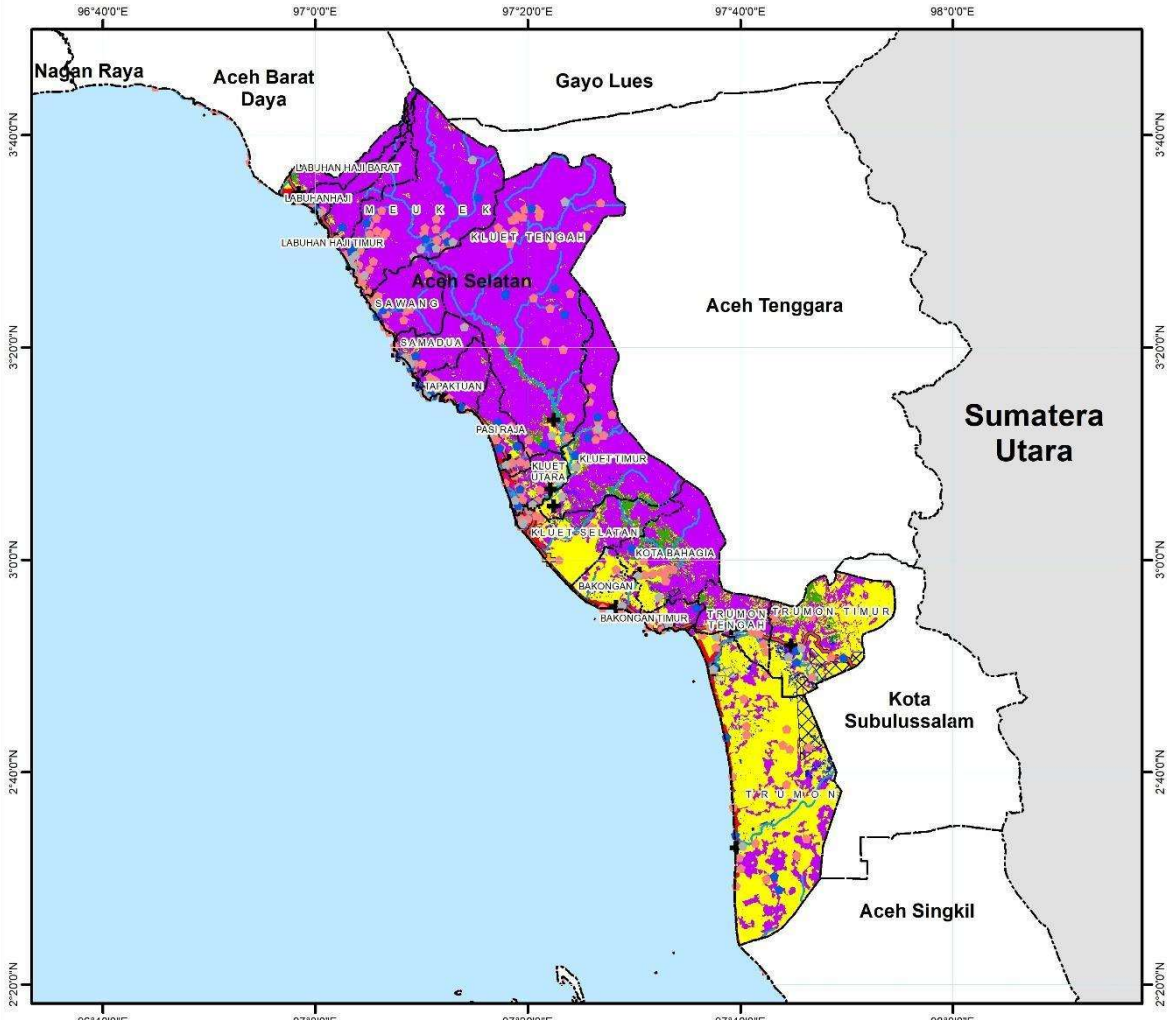 96°40'0"E 97°0'0"E 97°20'0"E 97°40'0"E 98°0'0"E
Nagan Raya
Aceh Barat
Daya
Gayo Lues
3°40'0"N 3°40'0"N
LABUHAN HAJI BARAT
LABUHANHAJI
MEUKEK
LABUHAN HAJI TIMUR
KLUET TENGAH
Aceh Selatan
SAWANG
Aceh Tenggara
3°20'0"N 3°20'0"N
SAMADUA
TAPAKTUAN
Sumatera
Utara
PASI RAJA
KLUET
UTARA
KLUET TIMUR
KLUET SELATAN
KOTA BAHAGIA
3°0'0"N 3°0'0"N
BAKONGAN
BAKONGAN TIMUR
TRUMON
TENGAH
TRUMON TIMUR
Kota
Subulussalam
2°40'0"N 2°40'0"N
TRUMON
Aceh Singkil
2°20'0"N 2°20'0"N